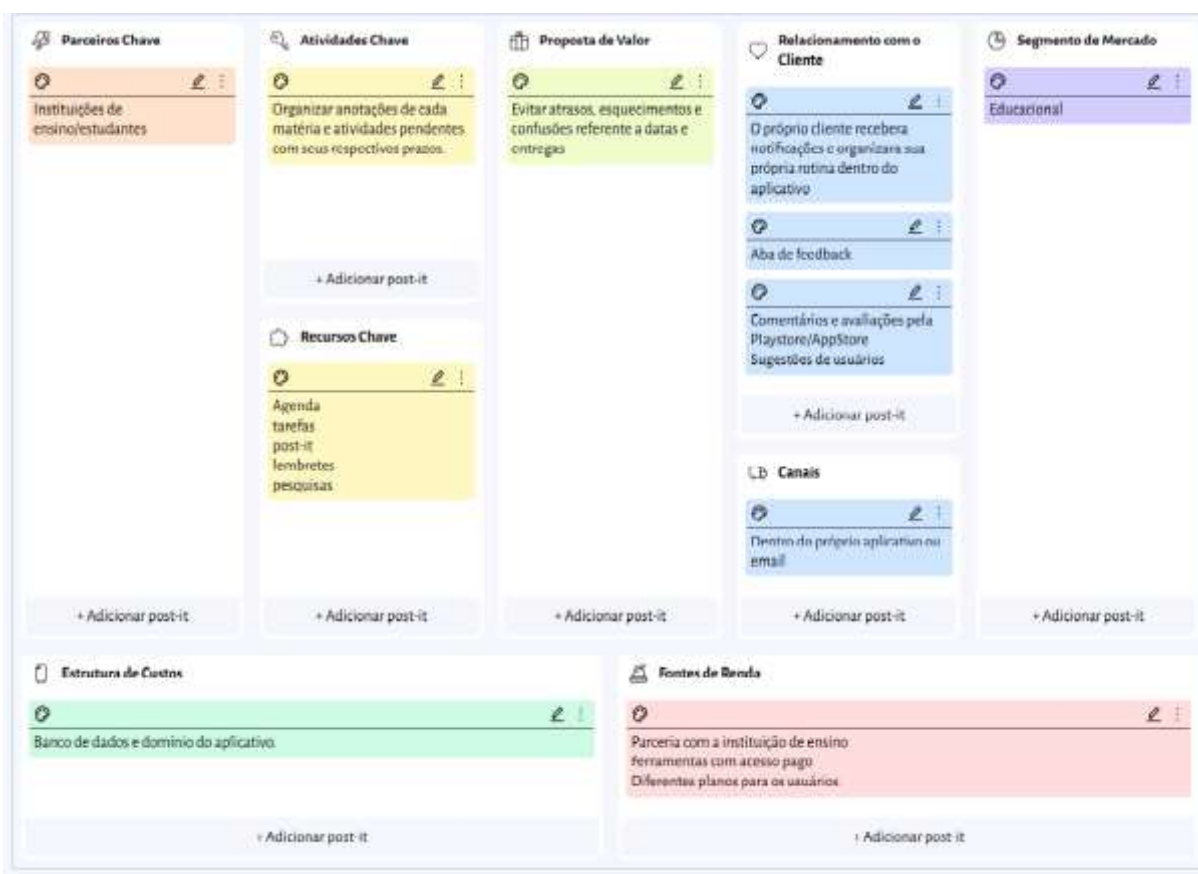 Parceiros Chave
Instituições de
ensino/estudantes
+ Adicionar post-it
Atividades Chave
Organizar anotações de cada
matéria e atividades pendentes
com seus respectivos prazos.
+ Adicionar post-it
Recursos Chave
Agenda
tarefas
post-it
lembretes
pesquisas
+ Adicionar post-it
Proposta de Valor
Evitar atrasos, esquecimentos e
confusões referente a datas e
entregas
+ Adicionar post-it
Relacionamento com o
Cliente
O próprio cliente recebera
notificações e organizara sua
própria rotina dentro do
aplicativo
Aba de feedback
Comentários e avaliações pela
Playstore/AppStore
Sugestões de usuários
+ Adicionar post-it
Canais
Dentro do próprio aplicativo ou
email
+ Adicionar post-it
Segmento de Mercado
Educacional
+ Adicionar post-it
Estrutura de Custos
Banco de dados e domínio do aplicativo.
+ Adicionar post-it
Fontes de Renda
Parceria com a instituição de ensino
Ferramentas com acesso pago
Diferentes planos para os usuários
+ Adicionar post-it